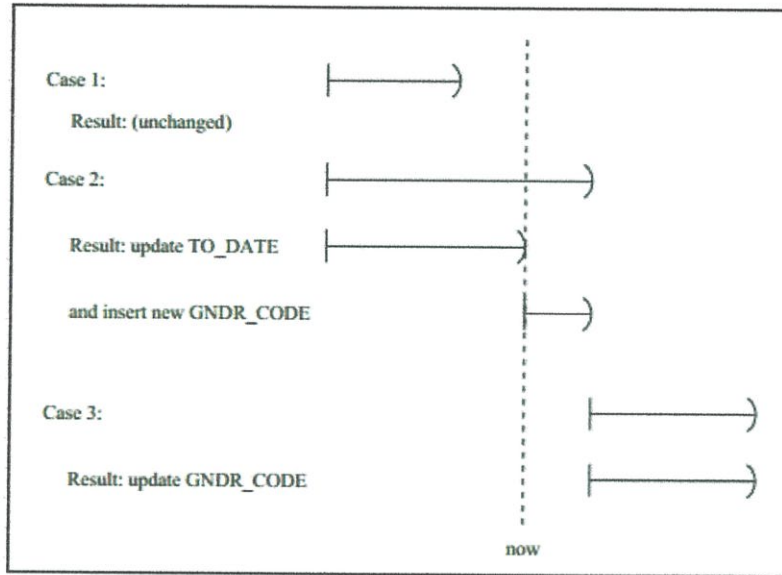 Case 1:
Result: (unchanged)
Case 2:
Result: update TO_DATE
and insert new GNDR_CODE
Case 3:
Result: update GNDR_CODE
now